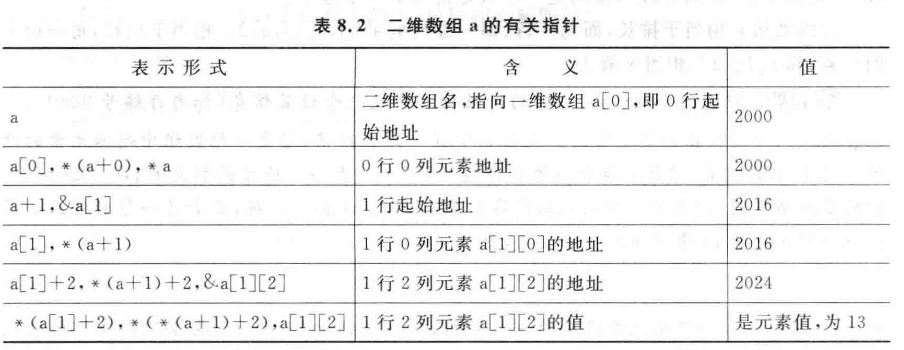 表 8.2 二维数组 a 的有关指针
表 示 形 式 含 义 值
a 二维数组名,指向一维数组 a[0],即 0 行起始地址 2000
a[0],*(a+0),*a 0 行 0 列元素地址 2000
a+1,&a[1] 1 行起始地址 2016
a[1],*(a+1) 1 行 0 列元素 a[1][0]的地址 2016
a[1]+2,*(a+1)+2,&a[1][2] 1 行 2 列元素 a[1][2]的地址 2024
*(a[1]+2),*(*(a+1)+2),a[1][2] 1 行 2 列元素 a[1][2]的值 是元素值,为 13